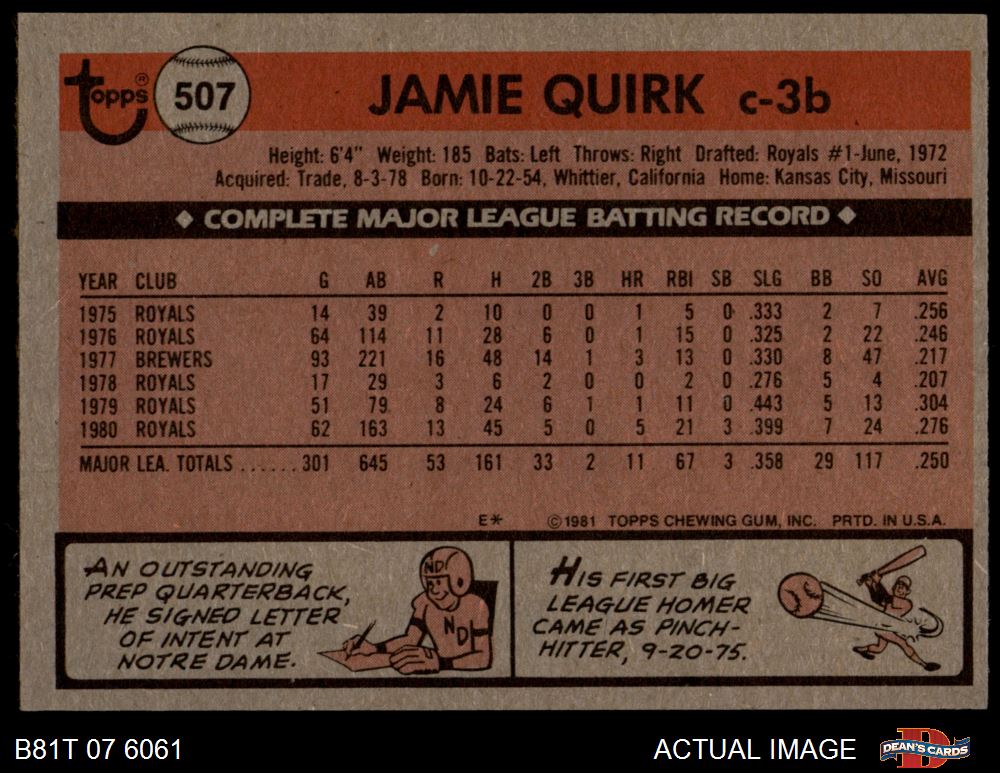 Topps®
507
JAMIE QUIRK c-3b
Height: 6'4" Weight: 185 Bats: Left Throws: Right Drafted: Royals #1-June, 1972
Acquired: Trade, 8-3-78 Born: 10-22-54, Whittier, California Home: Kansas City, Missouri
◆ COMPLETE MAJOR LEAGUE BATTING RECORD ◆
YEAR CLUB G AB R H 2B 3B HR RBI SB SLG BB SO AVG
1975 ROYALS 14 39 2 10 0 0 1 5 0 .333 2 7 .256
1976 ROYALS 64 114 11 28 6 0 1 15 0 .325 2 22 .246
1977 BREWERS 93 221 16 48 14 1 3 13 0 .330 8 47 .217
1978 ROYALS 17 29 3 6 2 0 0 2 0 .276 5 4 .207
1979 ROYALS 51 79 8 24 6 1 1 11 0 .443 5 13 .304
1980 ROYALS 62 163 13 45 5 0 5 21 3 .399 7 24 .276
MAJOR LEA. TOTALS ...... 301 645 53 161 33 2 11 67 3 .358 29 117 .250
E* ©1981 TOPPS CHEWING GUM, INC. PRTD. IN U.S.A.
AN OUTSTANDING
PREP QUARTERBACK,
HE SIGNED LETTER
OF INTENT AT
NOTRE DAME.
ND
ND
HIS FIRST BIG
LEAGUE HOMER
CAME AS PINCH-
HITTER, 9-20-75.
B81T 07 6061
ACTUAL IMAGE
D
DEAN'S CARDS